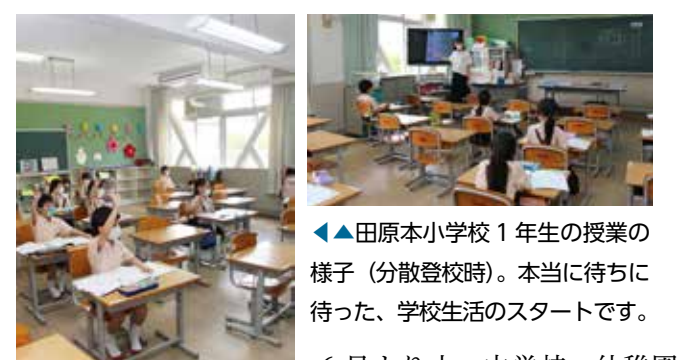 ◀▲田原本小学校1年生の授業の
様子（分散登校時）。本当に待ちに
待った、学校生活のスタートです。